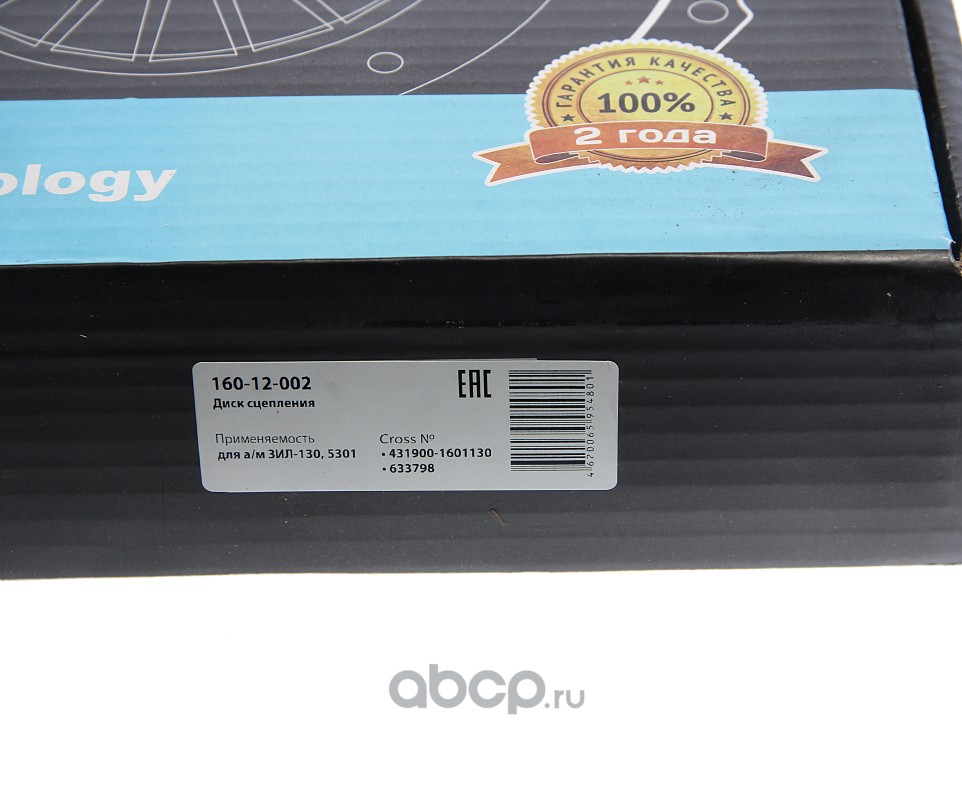 ГАРАНТИЯ КАЧЕСТВА
100%
2 года
ology
160-12-002
Диск сцепления
EAC
Применяемость
для а/м ЗИЛ-130, 5301
Cross №
• 431900-1601130
• 633798
4670065954801
abcp.ru